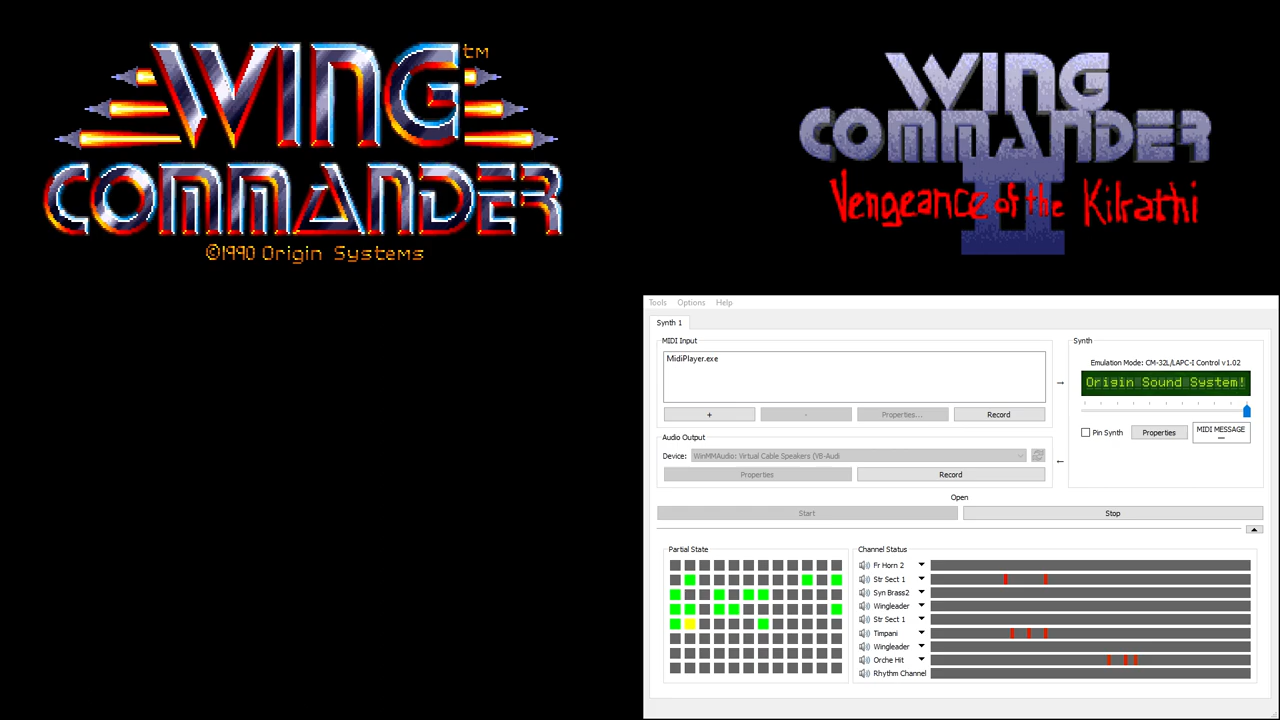 WING
TM
COMMANDER
©1990 Origin Systems
WING
COMMANDER
II
Vengeance of the Kilrathi
Tools Options Help
Synth 1
MIDI Input
MidiPlayer.exe
+ - Properties... Record
Audio Output
Device: WinMMAudio: Virtual Cable Speakers (VB-Audi
Properties Record
Synth
Emulation Mode: CM-32L/LAPC-I Control v1.02
Origin Sound System!
Pin Synth Properties MIDI MESSAGE
Open
Start Stop
Partial State
Channel Status
Fr Horn 2
Str Sect 1
Syn Brass2
Wingleader
Str Sect 1
Timpani
Wingleader
Orche Hit
Rhythm Channel